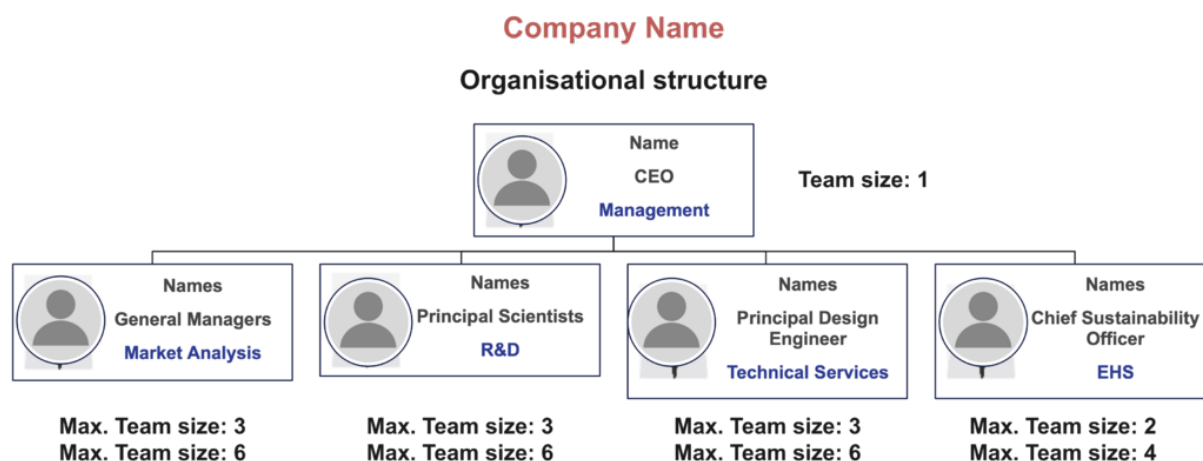 Company Name
Organisational structure
Name
CEO
Management
Team size: 1
Names
General Managers
Market Analysis
Names
Principal Scientists
R&D
Names
Principal Design
Engineer
Technical Services
Names
Chief Sustainability
Officer
EHS
Max. Team size: 3
Max. Team size: 6
Max. Team size: 3
Max. Team size: 6
Max. Team size: 3
Max. Team size: 6
Max. Team size: 2
Max. Team size: 4